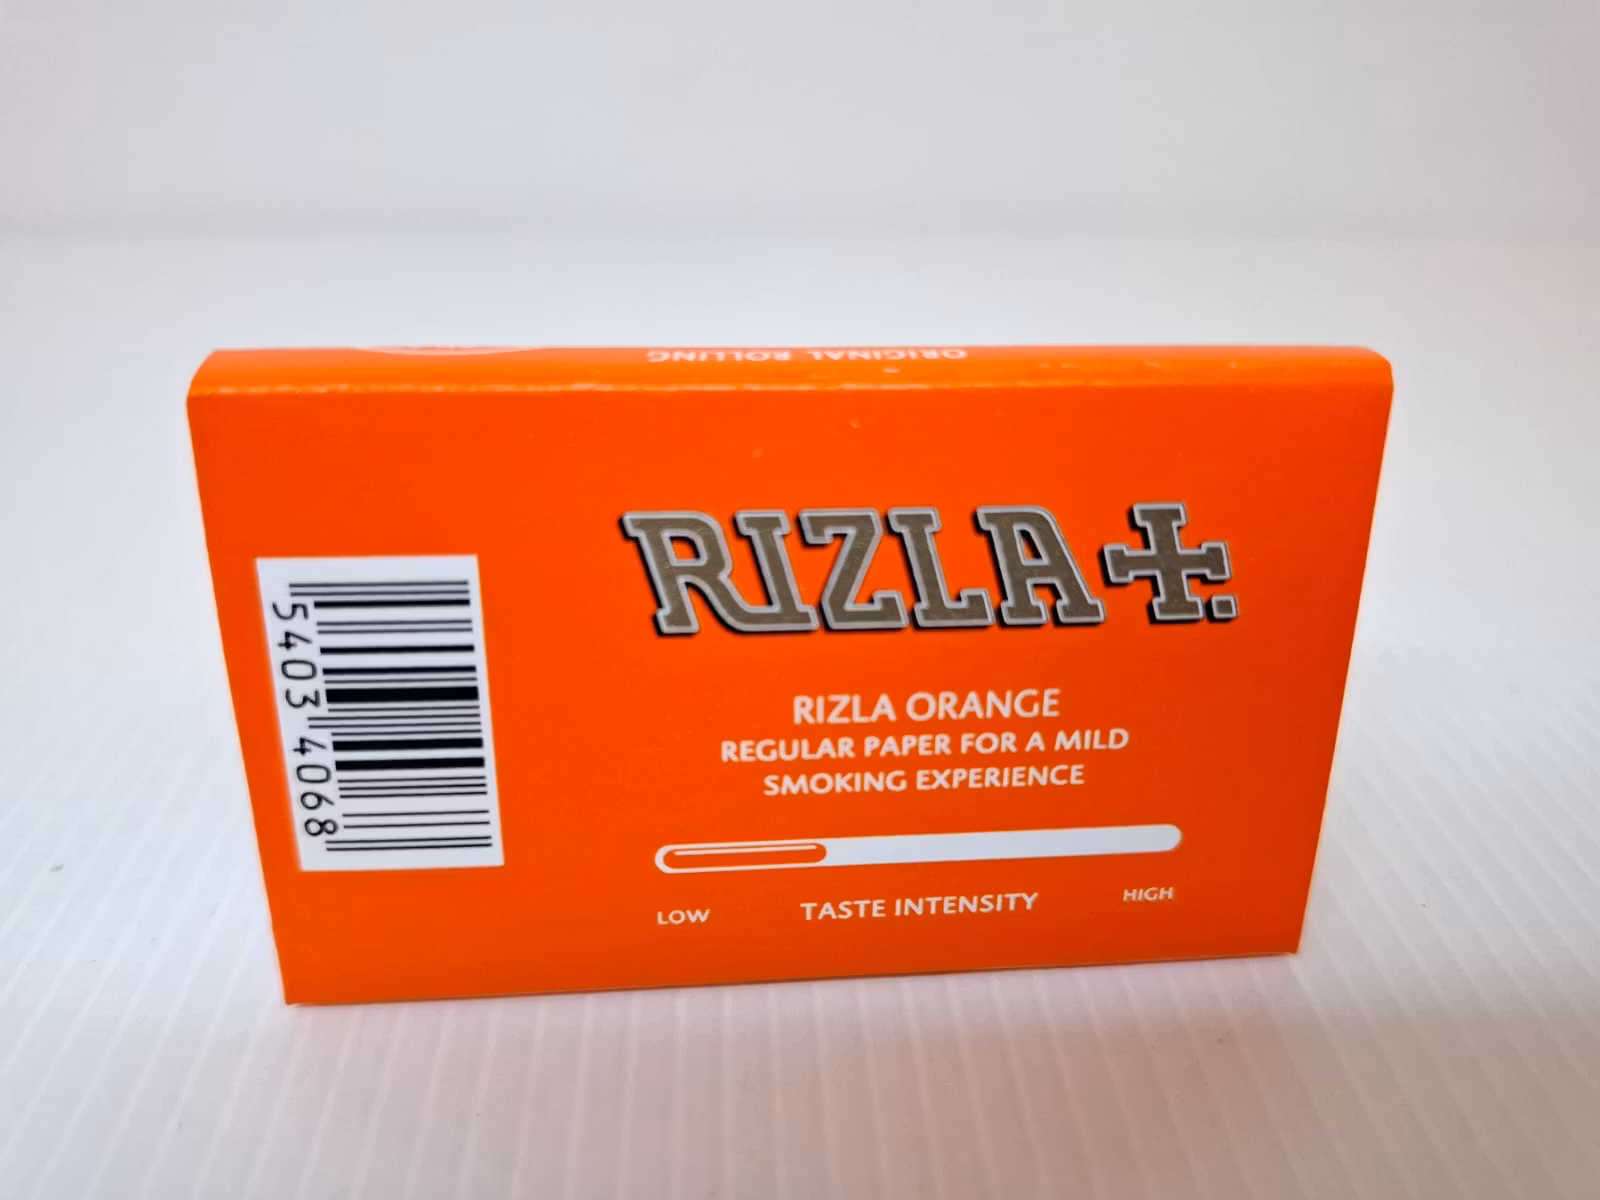 ORIGINAL ROLLING
RIZLA+.
RIZLA ORANGE
REGULAR PAPER FOR A MILD
SMOKING EXPERIENCE
LOW TASTE INTENSITY HIGH
5403 4068